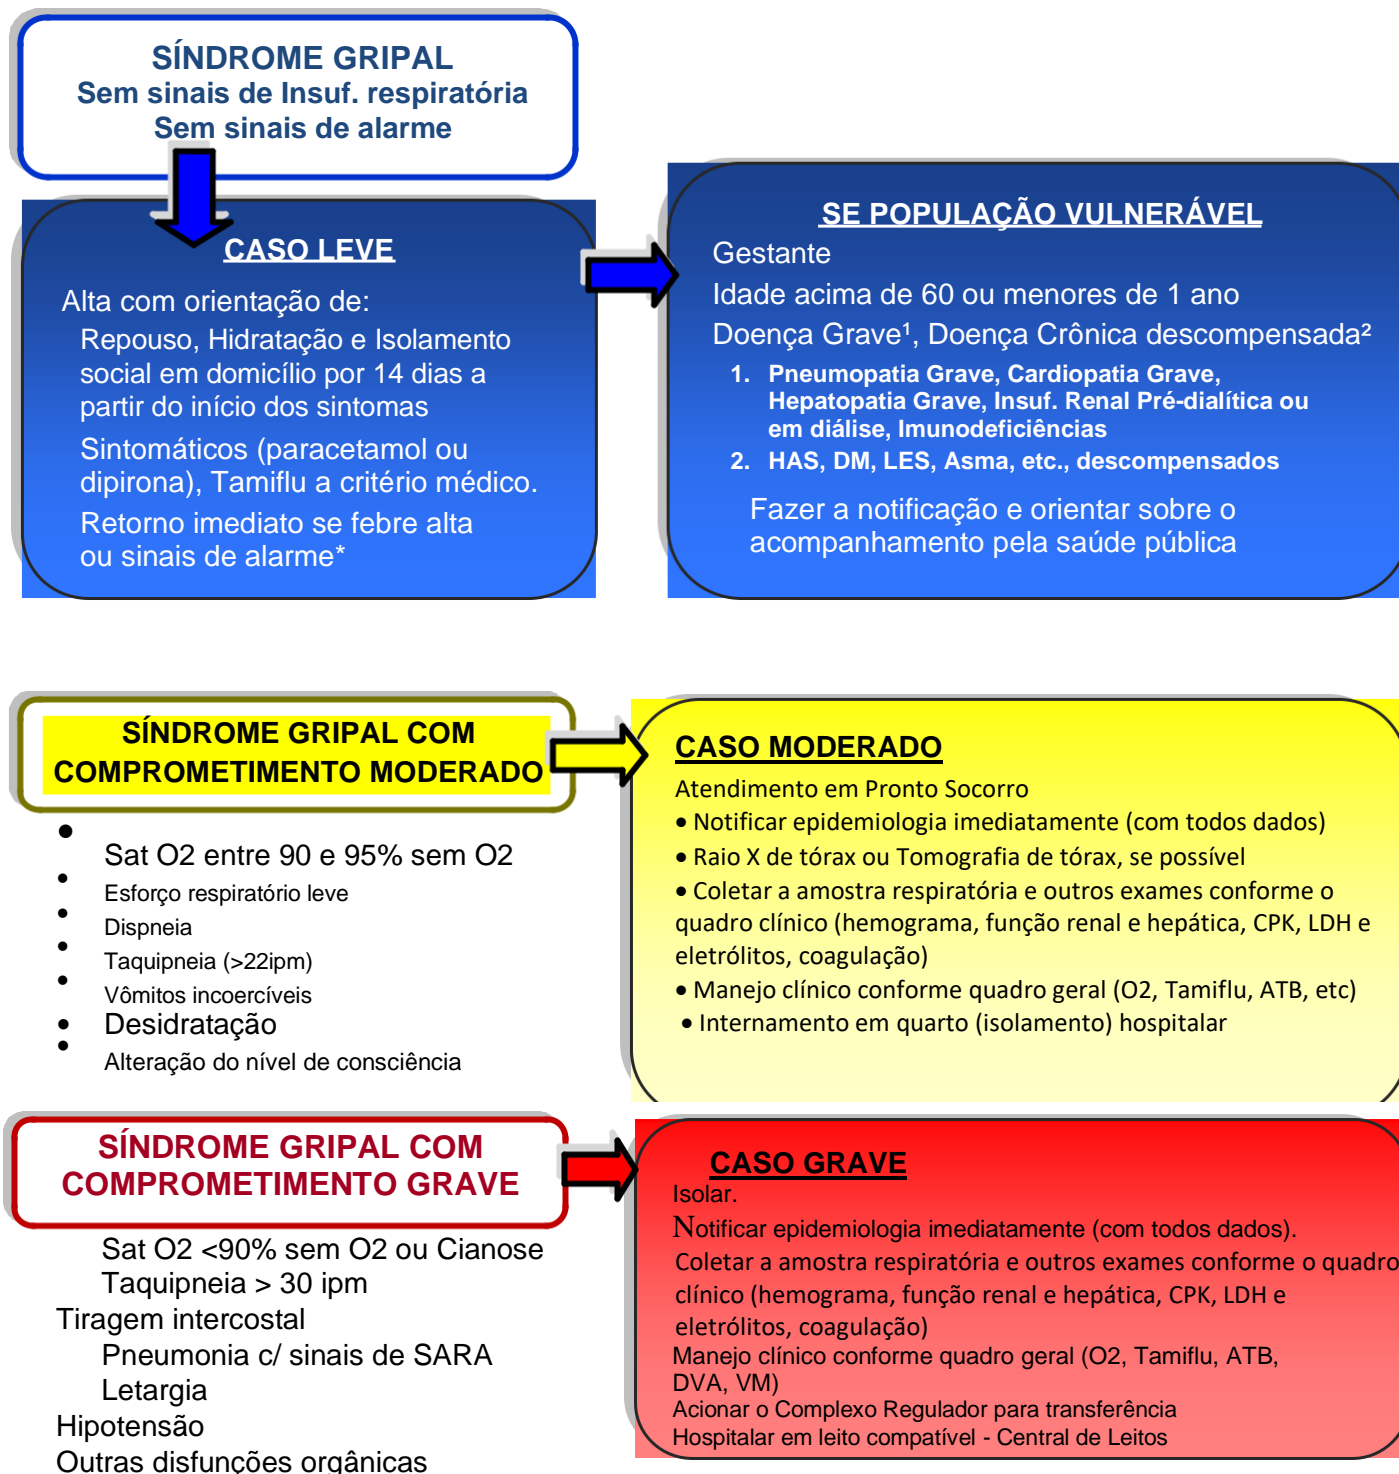 SÍNDROME GRIPAL
Sem sinais de Insuf. respiratória
Sem sinais de alarme
CASO LEVE
Alta com orientação de:
Repouso, Hidratação e Isolamento
social em domicílio por 14 dias a
partir do início dos sintomas
Sintomáticos (paracetamol ou
dipirona), Tamiflu a critério médico.
Retorno imediato se febre alta
ou sinais de alarme*
SE POPULAÇÃO VULNERÁVEL
Gestante
Idade acima de 60 ou menores de 1 ano
Doença Grave¹, Doença Crônica descompensada²
1. Pneumopatia Grave, Cardiopatia Grave,
Hepatopatia Grave, Insuf. Renal Pré-dialítica ou
em diálise, Imunodeficiências
2. HAS, DM, LES, Asma, etc., descompensados
Fazer a notificação e orientar sobre o
acompanhamento pela saúde pública
SÍNDROME GRIPAL COM
COMPROMETIMENTO MODERADO
• Sat O2 entre 90 e 95% sem O2
• Esforço respiratório leve
• Dispneia
• Taquipneia (>22ipm)
• Vômitos incoercíveis
• Desidratação
• Alteração do nível de consciência
CASO MODERADO
Atendimento em Pronto Socorro
• Notificar epidemiologia imediatamente (com todos dados)
• Raio X de tórax ou Tomografia de tórax, se possível
• Coletar a amostra respiratória e outros exames conforme o
quadro clínico (hemograma, função renal e hepática, CPK, LDH e
eletrólitos, coagulação)
• Manejo clínico conforme quadro geral (O2, Tamiflu, ATB, etc)
• Internamento em quarto (isolamento) hospitalar
SÍNDROME GRIPAL COM
COMPROMETIMENTO GRAVE
Sat O2 <90% sem O2 ou Cianose
Taquipneia > 30 ipm
Tiragem intercostal
Pneumonia c/ sinais de SARA
Letargia
Hipotensão
Outras disfunções orgânicas
CASO GRAVE
Isolar.
Notificar epidemiologia imediatamente (com todos dados).
Coletar a amostra respiratória e outros exames conforme o quadro
clínico (hemograma, função renal e hepática, CPK, LDH e
eletrólitos, coagulação)
Manejo clínico conforme quadro geral (O2, Tamiflu, ATB,
DVA, VM)
Acionar o Complexo Regulador para transferência
Hospitalar em leito compatível - Central de Leitos